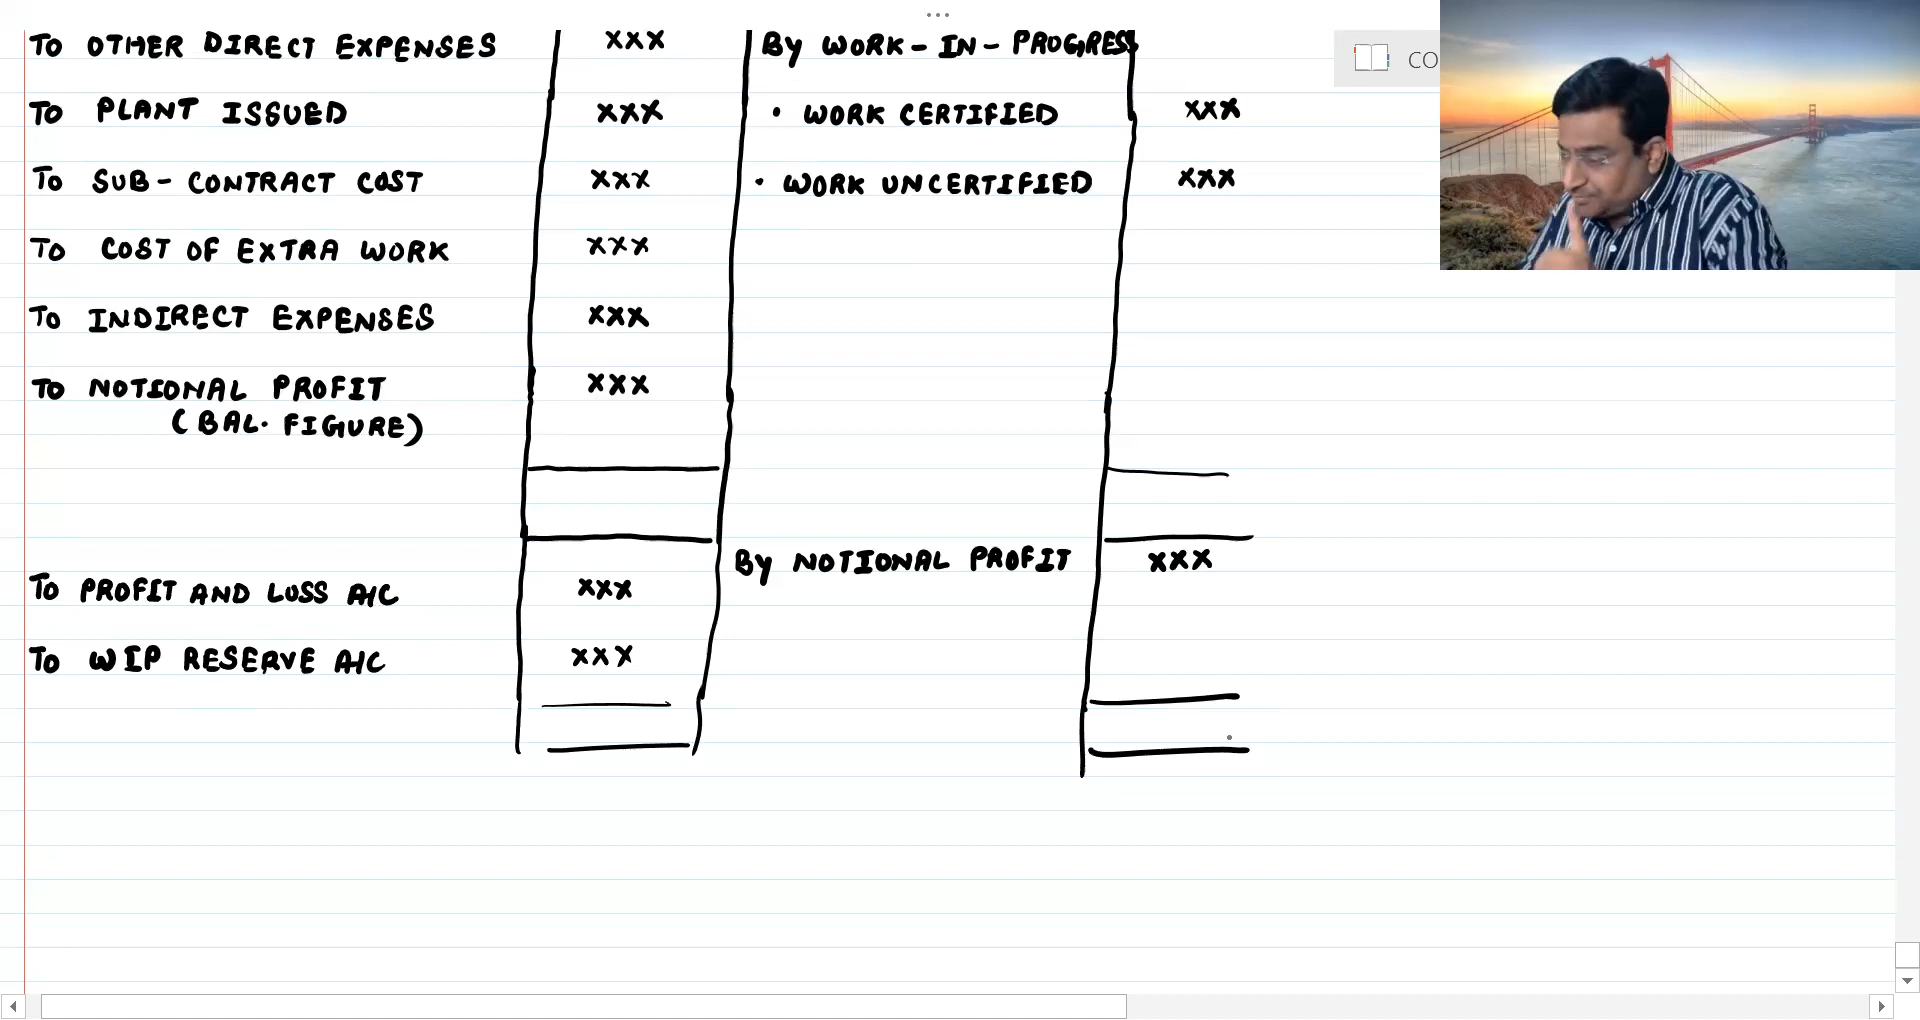 TO OTHER DIRECT EXPENSES XXX By WORK-IN-PROGRESS
CO
TO PLANT ISSUED XXX • WORK CERTIFIED XXX
TO SUB-CONTRACT COST XXX • WORK UNCERTIFIED XXX
TO COST OF EXTRA WORK XXX
TO INDIRECT EXPENSES XXX
TO NOTIONAL PROFIT XXX
(BAL. FIGURE)
By NOTIONAL PROFIT XXX
TO PROFIT AND LOSS A/C XXX
TO WIP RESERVE A/C XXX